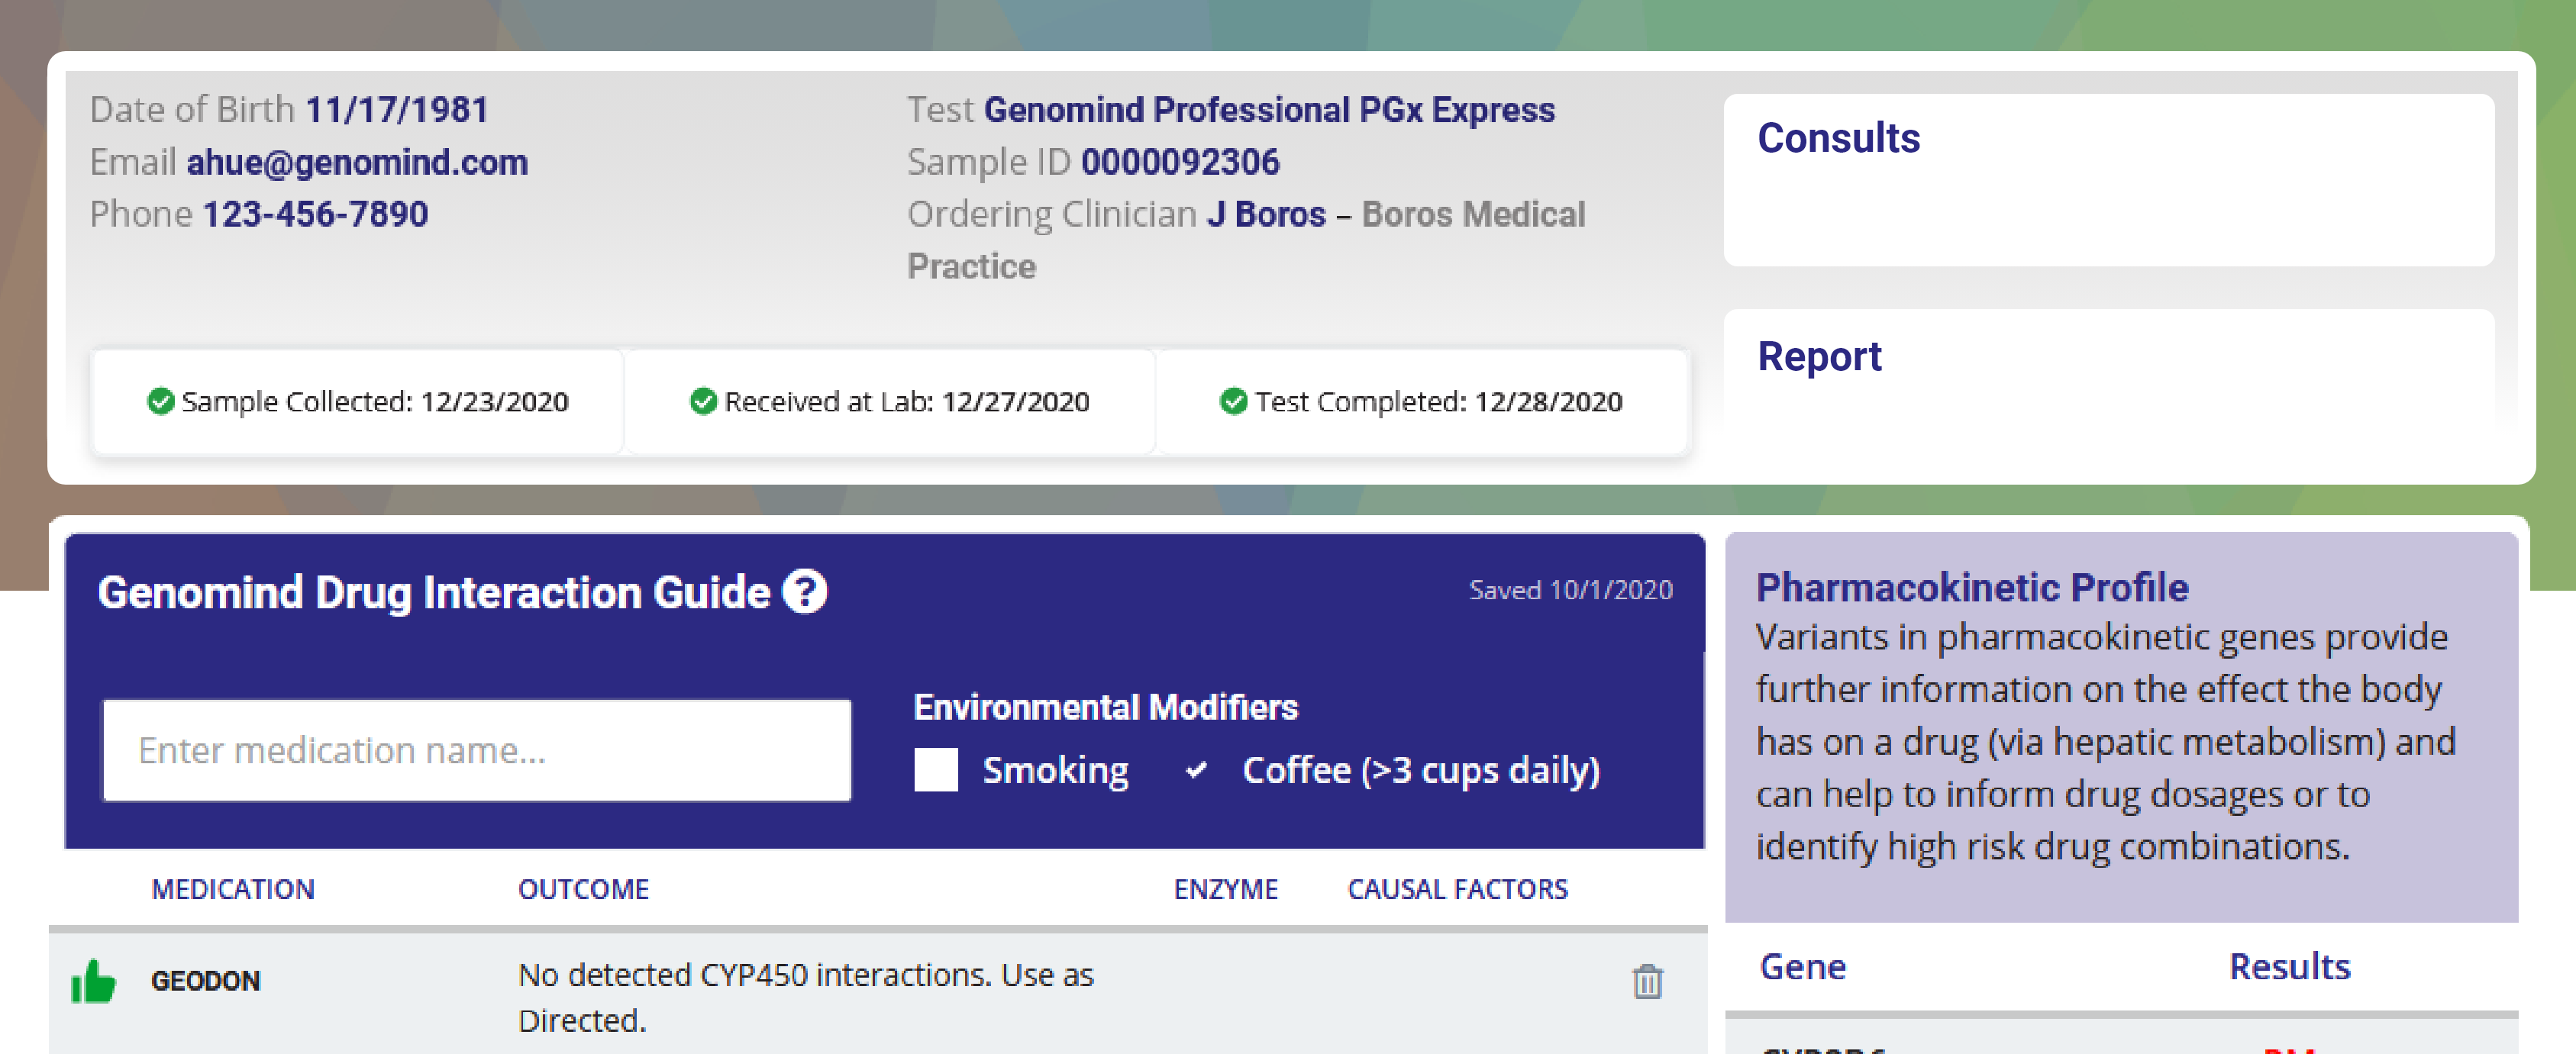 Date of Birth 11/17/1981
Email ahue@genomind.com
Phone 123-456-7890
Test Genomind Professional PGx Express
Sample ID 0000092306
Ordering Clinician J Boros – Boros Medical
Practice
Consults
Report
Sample Collected: 12/23/2020
Received at Lab: 12/27/2020
Test Completed: 12/28/2020
Genomind Drug Interaction Guide ?
Saved 10/1/2020
Enter medication name...
Environmental Modifiers
Smoking
Coffee (>3 cups daily)
MEDICATION OUTCOME ENZYME CAUSAL FACTORS
GEODON
No detected CYP450 interactions. Use as
Directed.
Pharmacokinetic Profile
Variants in pharmacokinetic genes provide
further information on the effect the body
has on a drug (via hepatic metabolism) and
can help to inform drug dosages or to
identify high risk drug combinations.
Gene Results